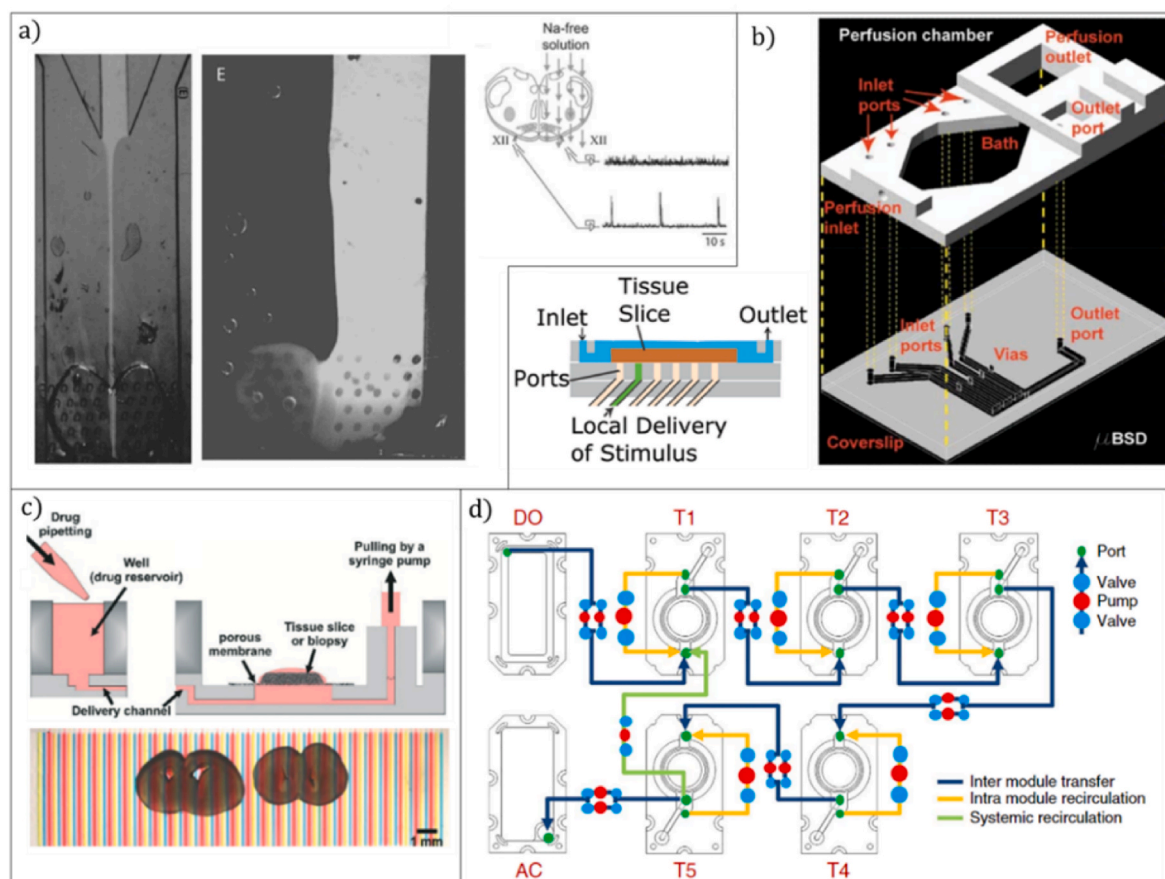 a)
E
Na-free
solution
XII
XII
10 s
b)
Perfusion chamber
Perfusion
outlet
Inlet
ports
Outlet
port
Bath
Perfusion
inlet
Inlet
ports
Vias
Outlet
port
Coverslip
μBSD
Tissue
Slice
Inlet
Outlet
Ports
Local Delivery
of Stimulus
c)
Drug
pipetting
Well
(drug reservoir)
Pulling by a
syringe pump
porous
membrane
Tissue slice
or biopsy
Delivery channel
1 mm
d)
DO
T1
T2
T3
Port
Valve
Pump
Valve
Inter module transfer
Intra module recirculation
Systemic recirculation
AC
T5
T4